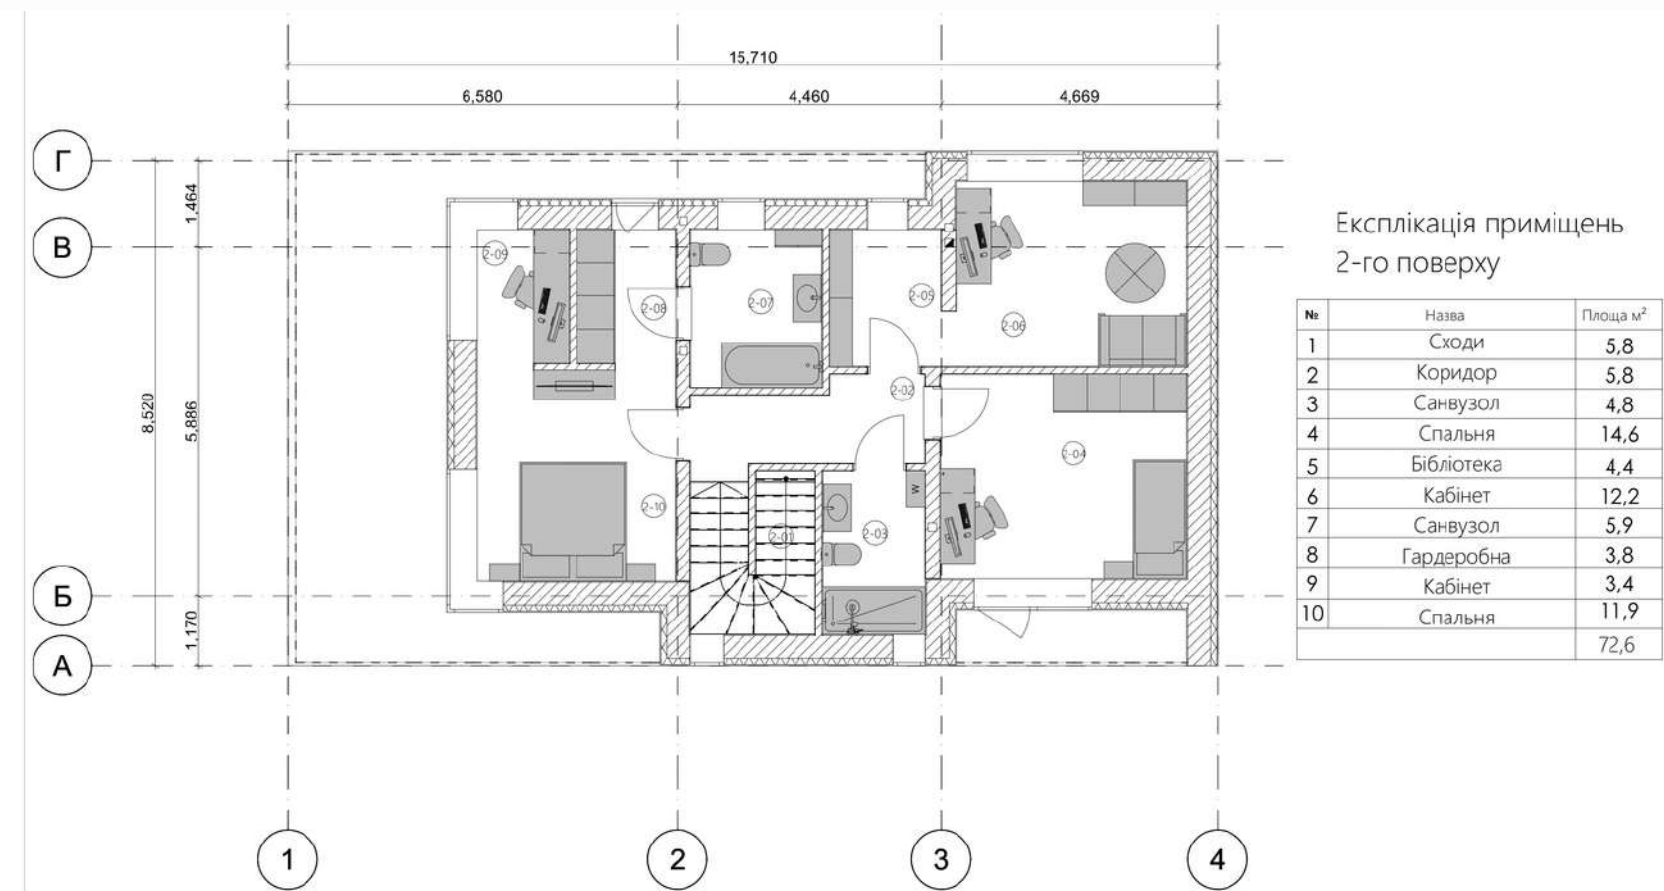 15,710
6,580 4,460 4,669
Г
В
Б
А
1,464
5,886
8,520
1,170
2-09
2-08
2-07
2-05
2-06
2-02
2-04
2-10
2-01
2-03
W
1 2 3 4
Експлікація приміщень
2-го поверху
№ Назва Площа м²
1 Сходи 5,8
2 Коридор 5,8
3 Санвузол 4,8
4 Спальня 14,6
5 Бібліотека 4,4
6 Кабінет 12,2
7 Санвузол 5,9
8 Гардеробна 3,8
9 Кабінет 3,4
10 Спальня 11,9
72,6